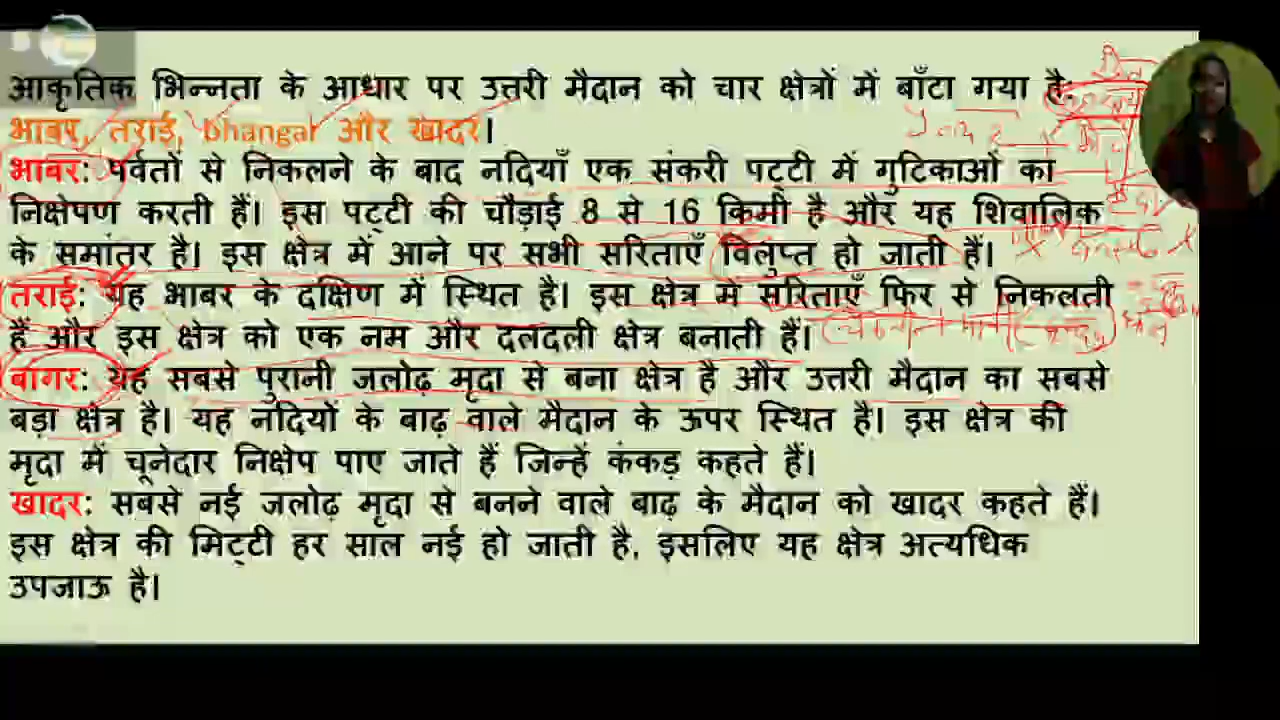 आकृतिक भिन्नता के आधार पर उत्तरी मैदान को चार क्षेत्रों में बाँटा गया है:
भाबर, तराई, bhangar और खादर।
भाबर: पर्वतों से निकलने के बाद नदियाँ एक संकरी पट्टी में गुटिकाओं का
निक्षेपण करती हैं। इस पट्टी की चौड़ाई 8 से 16 किमी है और यह शिवालिक
के समांतर है। इस क्षेत्र में आने पर सभी सरिताएँ विलुप्त हो जाती हैं।
तराई: यह भाबर के दक्षिण में स्थित है। इस क्षेत्र में सरिताएँ फिर से निकलती
हैं और इस क्षेत्र को एक नम और दलदली क्षेत्र बनाती हैं।
बांगर: यह सबसे पुरानी जलोढ़ मृदा से बना क्षेत्र है और उत्तरी मैदान का सबसे
बड़ा क्षेत्र है। यह नदियों के बाढ़ वाले मैदान के ऊपर स्थित है। इस क्षेत्र की
मृदा में चूनेदार निक्षेप पाए जाते हैं जिन्हें कंकड़ कहते हैं।
खादर: सबसे नई जलोढ़ मृदा से बनने वाले बाढ़ के मैदान को खादर कहते हैं।
इस क्षेत्र की मिट्टी हर साल नई हो जाती है, इसलिए यह क्षेत्र अत्यधिक
उपजाऊ है।